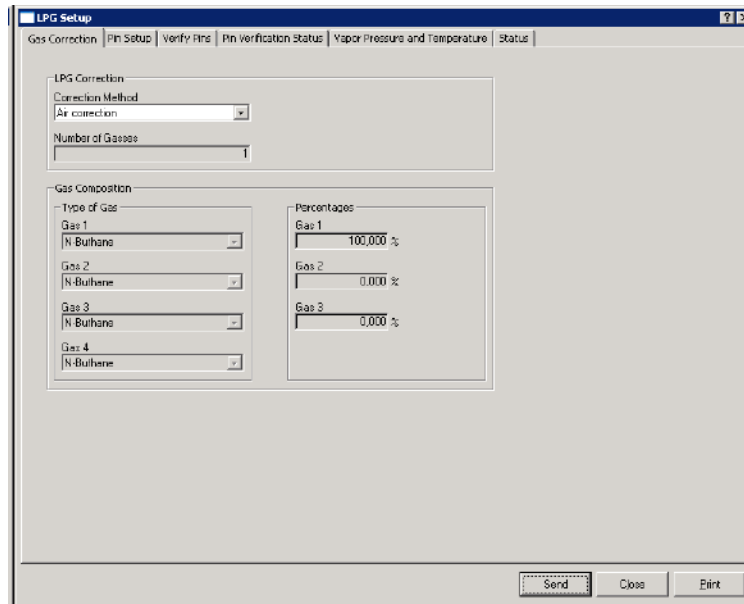 LPG Setup
Gas Correction Pin Setup Verify Pins Pin Verification Status Vapor Pressure and Temperature Status
LPG Correction
Correction Method
Air correction
Number of Gasses
1
Gas Composition
Type of Gas
Gas 1
N-Buthane
Gas 2
N-Buthane
Gas 3
N-Buthane
Gas 4
N-Buthane
Percentages
Gas 1
100,000 %
Gas 2
0,000 %
Gas 3
0,000 %
Send Close Print